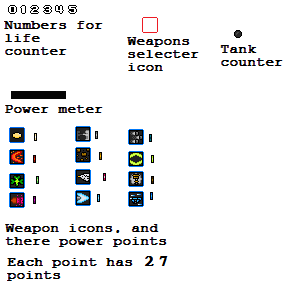 012345
Numbers for
life
counter
Weapons
selecter
icon
Tank
counter
Power meter
Weapon icons, and
there power points
Each point has 27
points